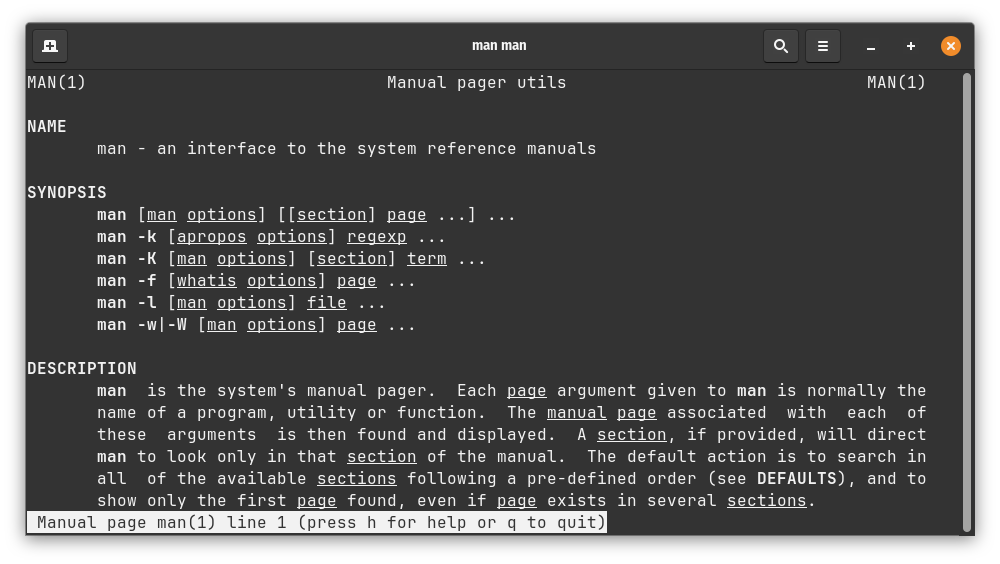 man man
MAN(1) Manual pager utils MAN(1)
NAME
man - an interface to the system reference manuals
SYNOPSIS
man [man options] [[section] page ...] ...
man -k [apropos options] regexp ...
man -K [man options] [section] term ...
man -f [whatis options] page ...
man -l [man options] file ...
man -w|-W [man options] page ...
DESCRIPTION
man  is the system's manual pager.  Each page argument given to man is normally the
name of a program, utility or function.  The manual page associated  with  each  of
these  arguments  is then found and displayed.  A section, if provided, will direct
man to look only in that section of the manual.  The default action is to search in
all  of the available sections following a pre-defined order (see DEFAULTS), and to
show only the first page found, even if page exists in several sections.
Manual page man(1) line 1 (press h for help or q to quit)